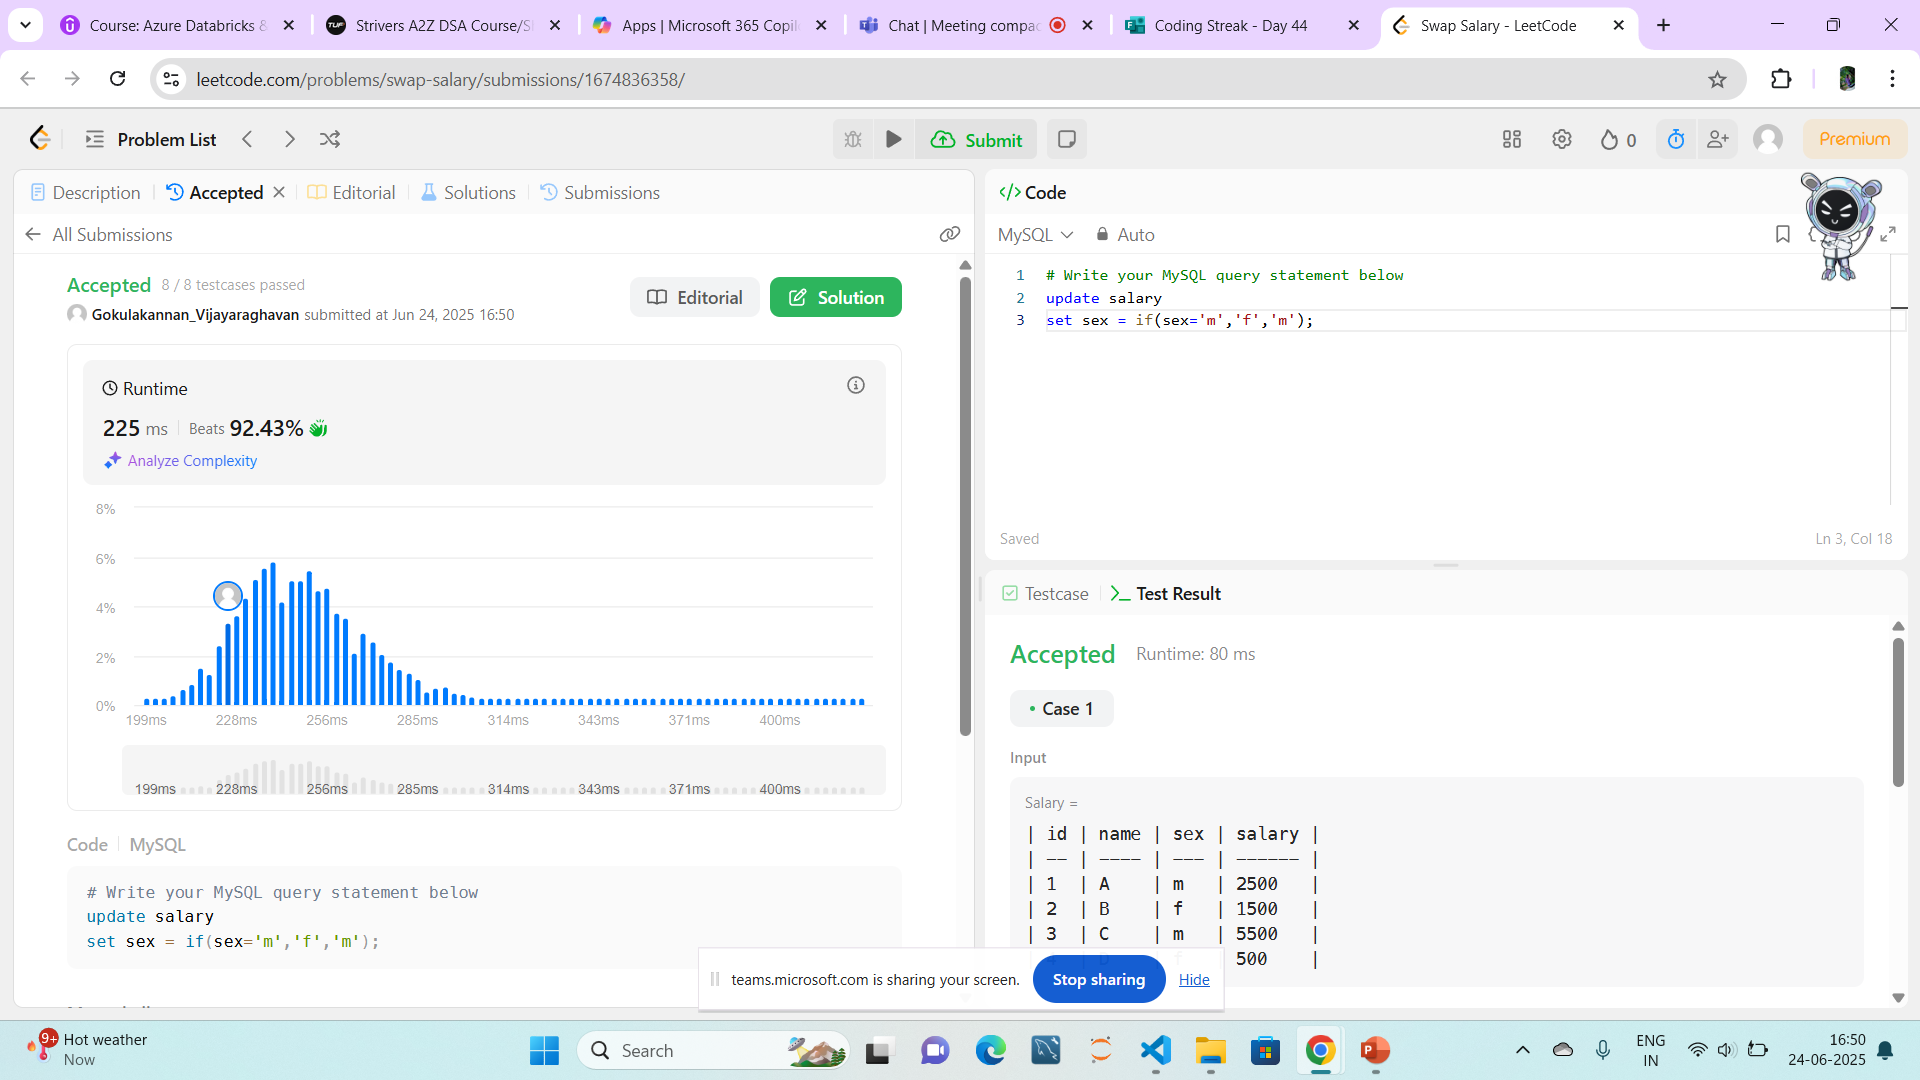 Course: Azure Databricks &
Strivers A2Z DSA Course/Sh
Apps | Microsoft 365 Copil
Chat | Meeting compac
Coding Streak - Day 44
Swap Salary - LeetCode
leetcode.com/problems/swap-salary/submissions/1674836358/
Problem List
Submit
0
Premium
Description
Accepted
Editorial
Solutions
Submissions
All Submissions
Accepted 8 / 8 testcases passed
Gokulakannan_Vijayaraghavan submitted at Jun 24, 2025 16:50
Editorial
Solution
Runtime
225 ms Beats 92.43%
Analyze Complexity
8%
6%
4%
2%
0%
199ms 228ms 256ms 285ms 314ms 343ms 371ms 400ms
199ms 228ms 256ms 285ms 314ms 343ms 371ms 400ms
Code MySQL
# Write your MySQL query statement below
update salary
set sex = if(sex='m','f','m');
</> Code
MySQL Auto
1 # Write your MySQL query statement below
2 update salary
3 set sex = if(sex='m','f','m');
Saved
Ln 3, Col 18
Testcase
Test Result
Accepted Runtime: 80 ms
• Case 1
Input
Salary =
| id | name | sex | salary |
| -- | ---- | --- | ------ |
| 1 | A | m | 2500 |
| 2 | B | f | 1500 |
| 3 | C | m | 5500 |
500 |
teams.microsoft.com is sharing your screen.
Stop sharing
Hide
9+
Hot weather
Now
Search
ENG
IN
16:50
24-06-2025